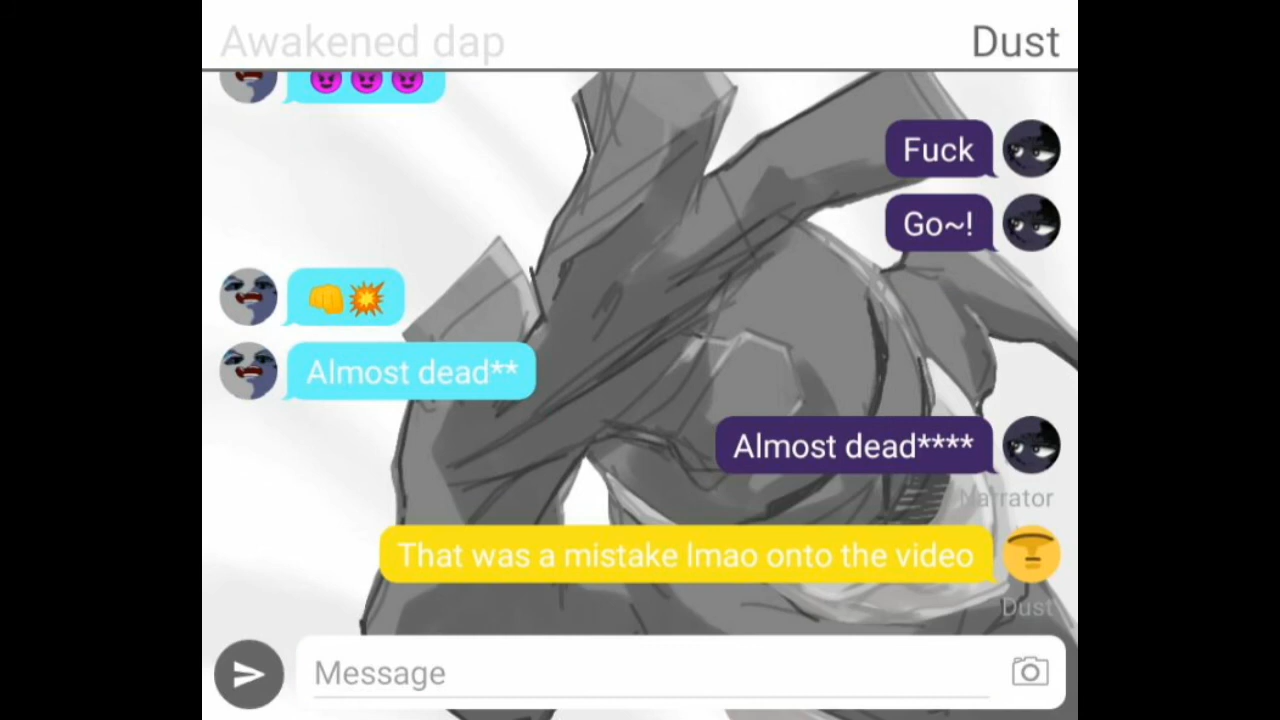 Awakened dap
Dust
😈😈😈
Fuck
Go~!
👊💥
Almost dead**
Almost dead****
Narrator
That was a mistake lmao onto the video
Dust
Message